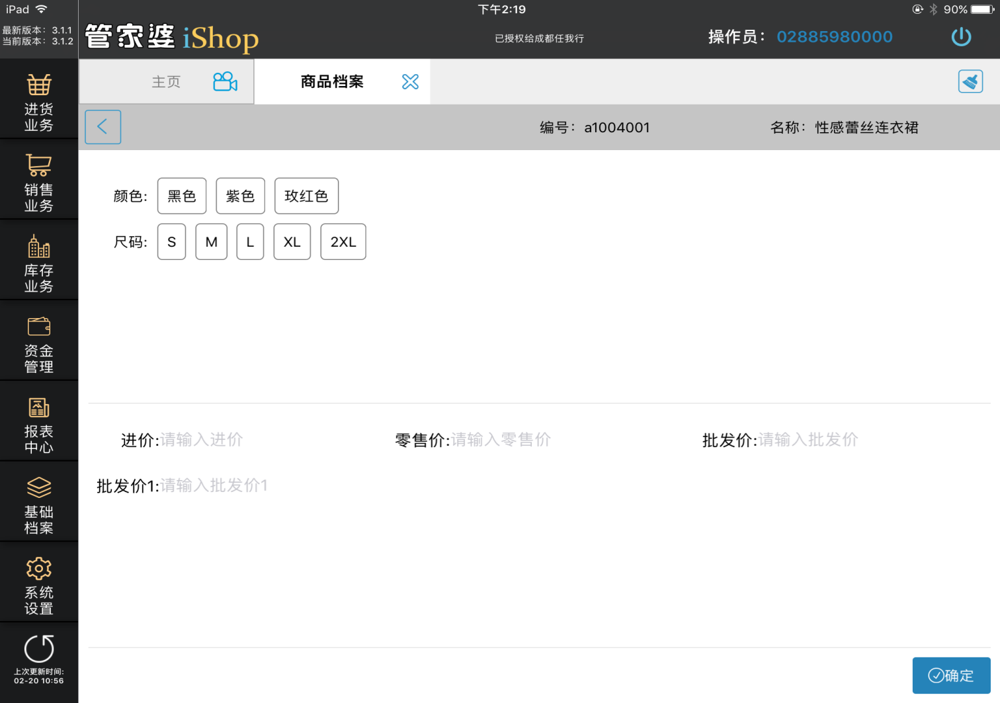 iPad
下午2:19
90%
最新版本：3.1.1
当前版本：3.1.2
管家婆 iShop
已授权给成都任我行
操作员：02885980000
主页
商品档案
编号：a1004001
名称：性感蕾丝连衣裙
进货
业务
销售
业务
库存
业务
资金
管理
报表
中心
基础
档案
系统
设置
上次更新时间:
02-20 10:56
颜色: 黑色 紫色 玫红色
尺码: S M L XL 2XL
进价:请输入进价
零售价:请输入零售价
批发价:请输入批发价
批发价1:请输入批发价1
确定